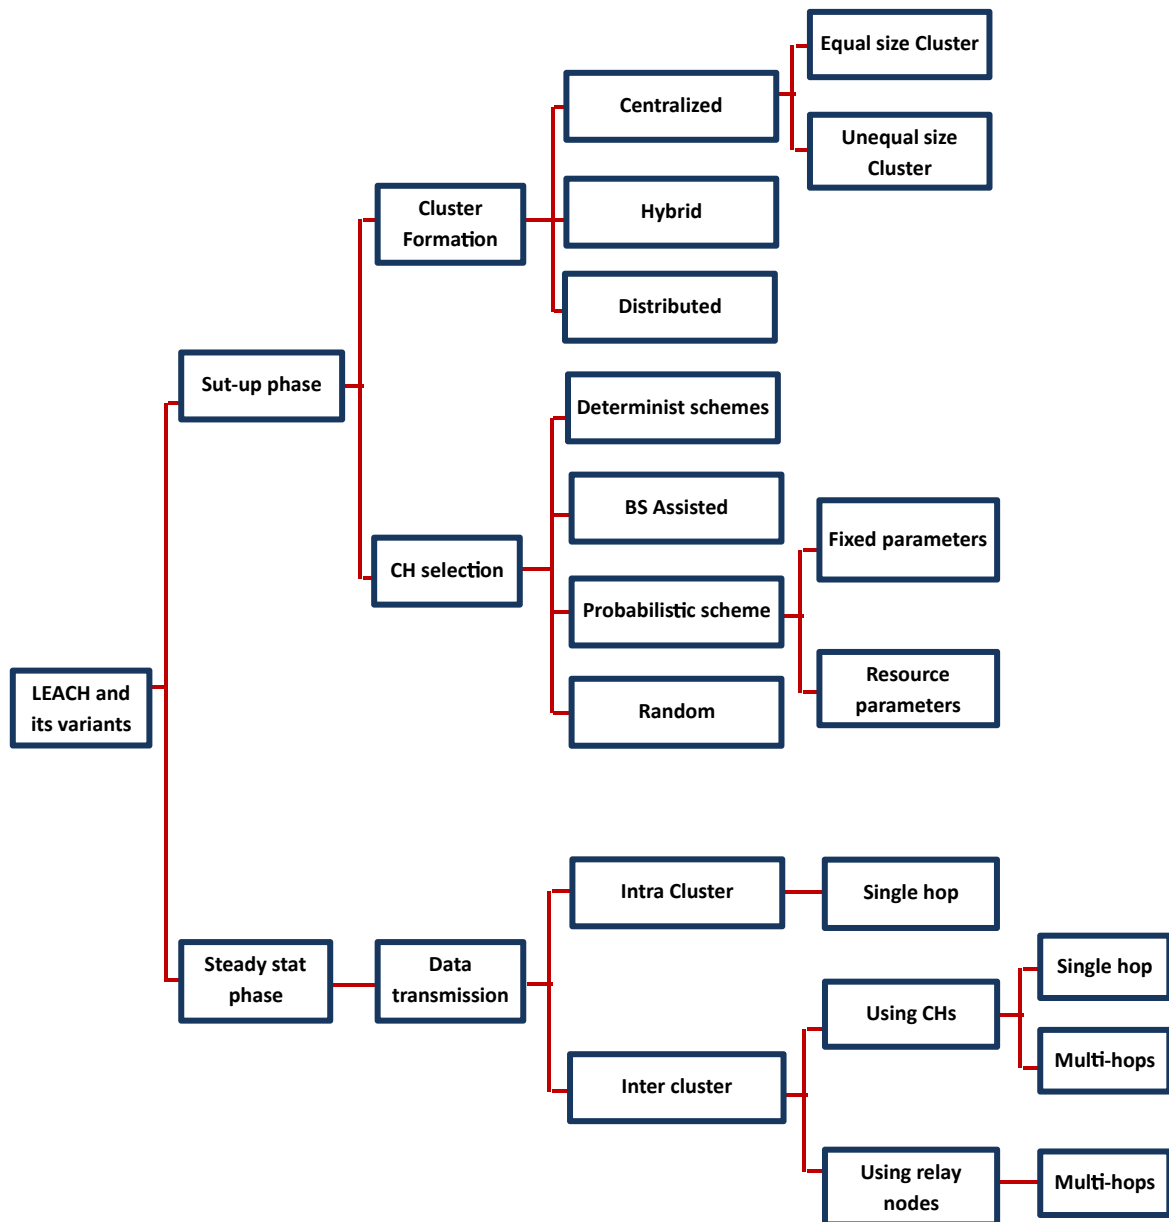 Equal size Cluster
Centralized
Unequal size
Cluster
Cluster
Formation
Hybrid
Distributed
Sut-up phase
Determinist schemes
BS Assisted
Fixed parameters
CH selection
Probabilistic scheme
Resource
parameters
LEACH and
its variants
Random
Intra Cluster
Single hop
Steady stat
phase
Data
transmission
Single hop
Using CHs
Multi-hops
Inter cluster
Using relay
nodes
Multi-hops